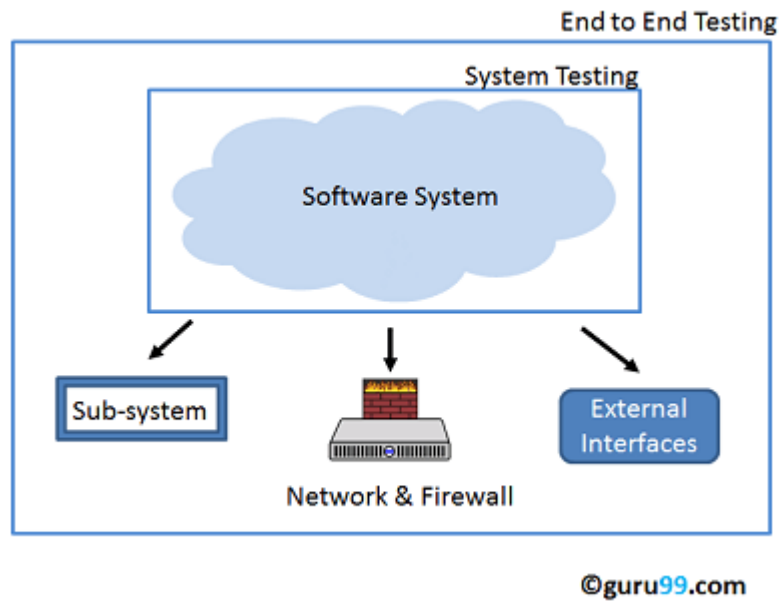 End to End Testing
System Testing
Software System
Sub-system
External
Interfaces
Network & Firewall
©guru99.com